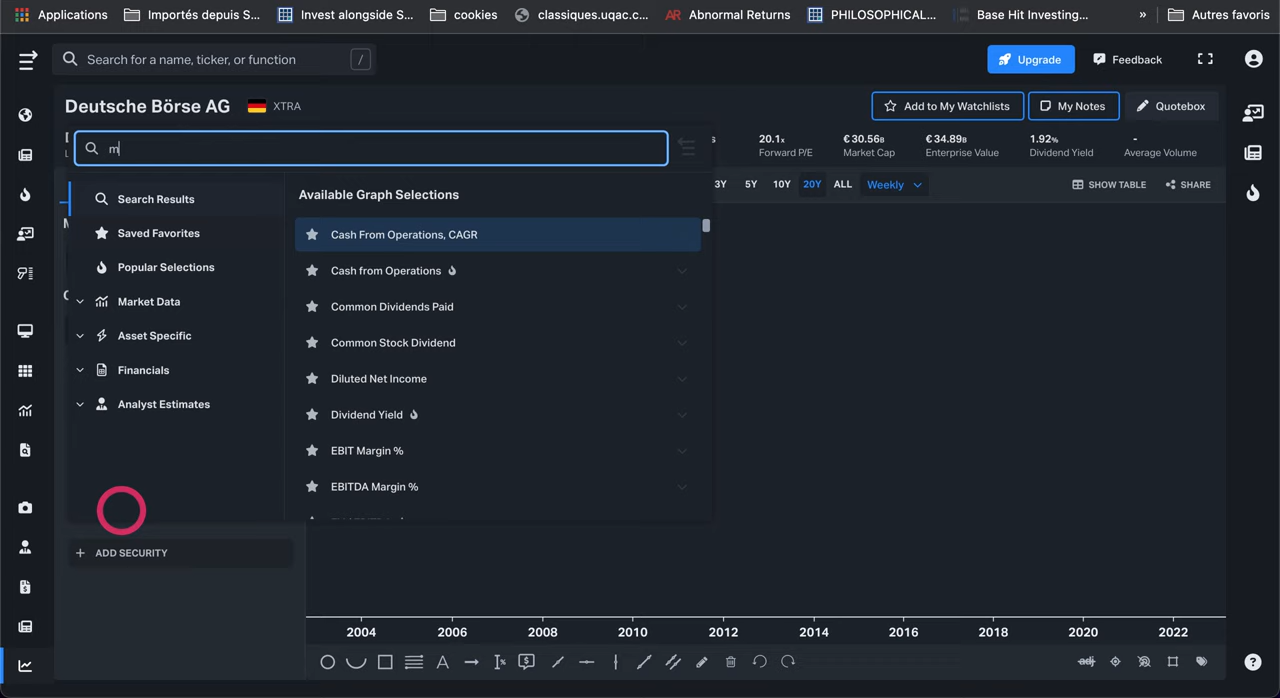 Applications
Importés depuis S...
Invest alongside S...
cookies
classiques.uqac.c...
AR Abnormal Returns
PHILOSOPHICAL...
Base Hit Investing...
»
Autres favoris
Search for a name, ticker, or function /
Upgrade
Feedback
Deutsche Börse AG XTRA
Add to My Watchlists
My Notes
Quotebox
m
20.1x
Forward P/E
€30.56B
Market Cap
€34.89B
Enterprise Value
1.92%
Dividend Yield
-
Average Volume
3Y 5Y 10Y 20Y ALL Weekly
SHOW TABLE
SHARE
Search Results
Saved Favorites
Popular Selections
Market Data
Asset Specific
Financials
Analyst Estimates
Available Graph Selections
Cash From Operations, CAGR
Cash from Operations
Common Dividends Paid
Common Stock Dividend
Diluted Net Income
Dividend Yield
EBIT Margin %
EBITDA Margin %
+ ADD SECURITY
2004 2006 2008 2010 2012 2014 2016 2018 2020 2022
adj